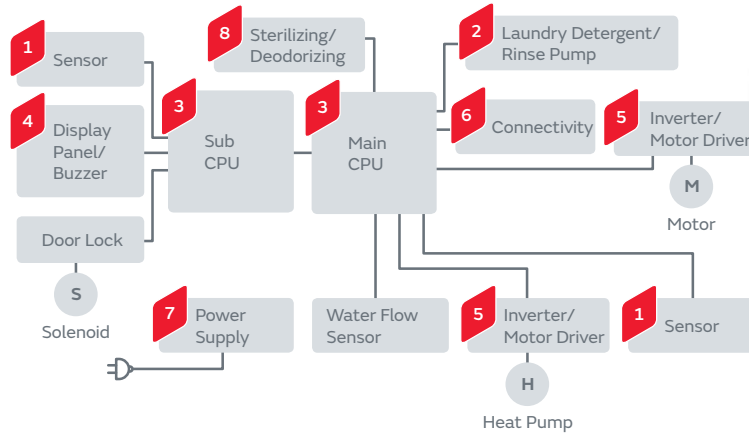 1
Sensor
8
Sterilizing/
Deodorizing
2
Laundry Detergent/
Rinse Pump
4
Display
Panel/
Buzzer
3
Sub
CPU
3
Main
CPU
6
Connectivity
5
Inverter/
Motor Driver
M
Motor
Door Lock
S
Solenoid
7
Power
Supply
Water Flow
Sensor
5
Inverter/
Motor Driver
H
Heat Pump
1
Sensor